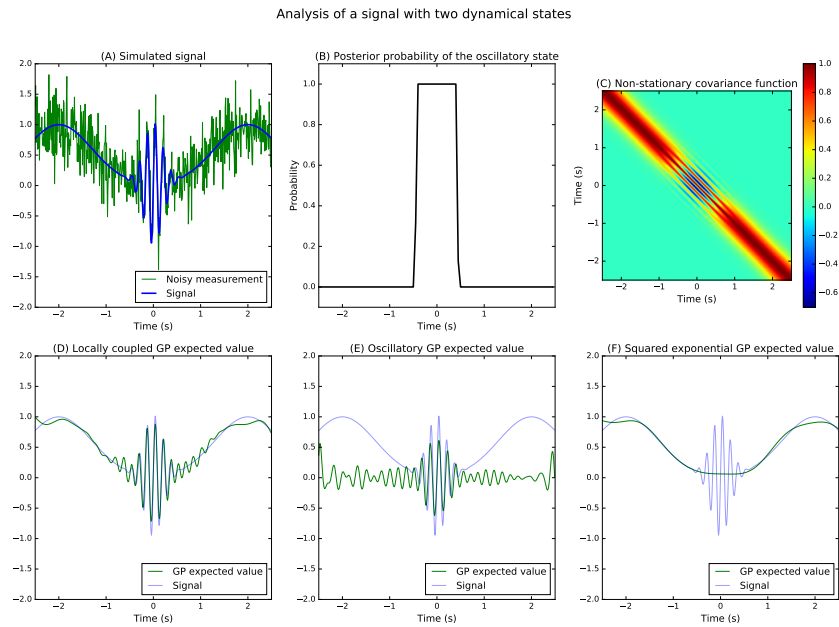 Analysis of a signal with two dynamical states
(A) Simulated signal
2.0
1.5
1.0
0.5
0.0
−0.5
−1.0
−1.5
−2.0
−2 −1 0 1 2
Time (s)
Noisy measurement
Signal
(B) Posterior probability of the oscillatory state
Probability
1.0
0.8
0.6
0.4
0.2
0.0
−2 −1 0 1 2
Time (s)
(C) Non-stationary covariance function
Time (s)
2
1
0
−1
−2
−2 −1 0 1 2
Time (s)
1.0
0.8
0.6
0.4
0.2
0.0
−0.2
−0.4
−0.6
(D) Locally coupled GP expected value
2.0
1.5
1.0
0.5
0.0
−0.5
−1.0
−1.5
−2.0
−2 −1 0 1 2
Time (s)
GP expected value
Signal
(E) Oscillatory GP expected value
2.0
1.5
1.0
0.5
0.0
−0.5
−1.0
−1.5
−2.0
−2 −1 0 1 2
Time (s)
GP expected value
Signal
(F) Squared exponential GP expected value
2.0
1.5
1.0
0.5
0.0
−0.5
−1.0
−1.5
−2.0
−2 −1 0 1 2
Time (s)
GP expected value
Signal